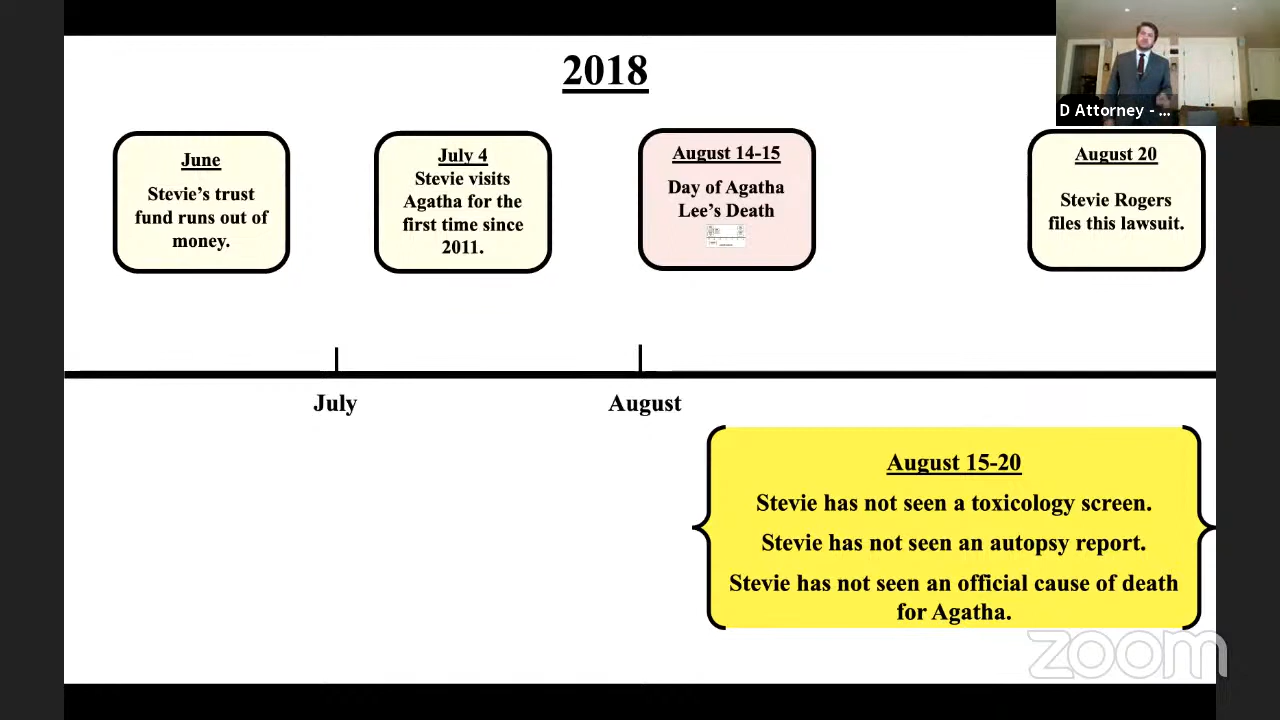 2018
D Attorney - ...
June
Stevie's trust
fund runs out of
money.
July 4
Stevie visits
Agatha for the
first time since
2011.
August 14-15
Day of Agatha
Lee's Death
August 20
Stevie Rogers
files this lawsuit.
July
August
August 15-20
Stevie has not seen a toxicology screen.
Stevie has not seen an autopsy report.
Stevie has not seen an official cause of death
for Agatha.
zoom